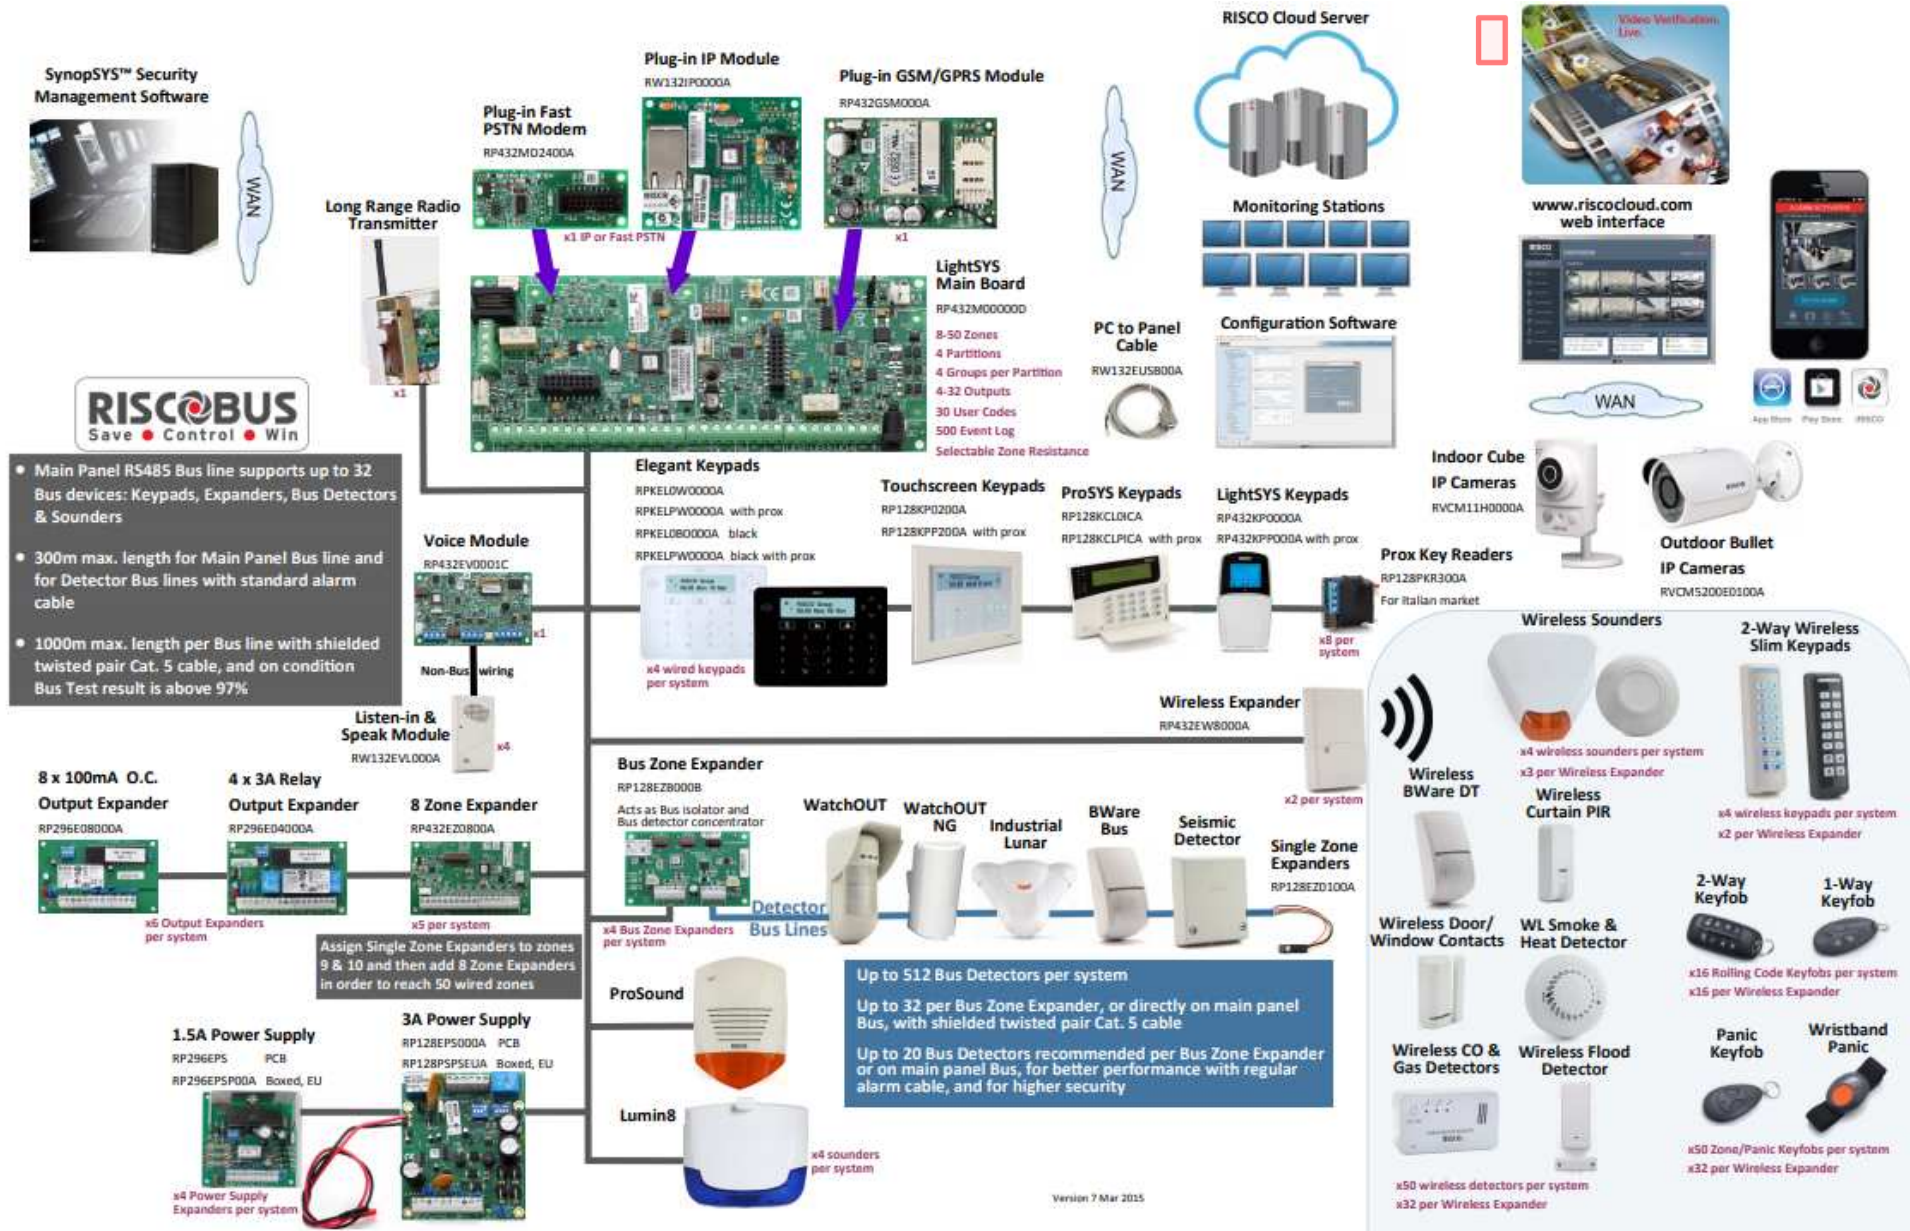 SynopSYS™ Security
Management Software
WAN
Plug-in Fast
PSTN Modem
RP432MD2400A
Plug-in IP Module
RW132IP0000A
Plug-in GSM/GPRS Module
RP432GSM000A
x1 IP or Fast PSTN
x1
WAN
RISCO Cloud Server
Video Verification.
Live.
Long Range Radio
Transmitter
x1
LightSYS
Main Board
RP432M00000D
8-50 Zones
4 Partitions
4 Groups per Partition
4-32 Outputs
30 User Codes
500 Event Log
Selectable Zone Resistance
Monitoring Stations
www.riscocloud.com
web interface
PC to Panel
Cable
RW132EUSB00A
Configuration Software
WAN
App Store
Play Store
iRISCO
RISCOBUS
Save ● Control ● Win
● Main Panel RS485 Bus line supports up to 32
Bus devices: Keypads, Expanders, Bus Detectors
& Sounders
● 300m max. length for Main Panel Bus line and
for Detector Bus lines with standard alarm
cable
● 1000m max. length per Bus line with shielded
twisted pair Cat. 5 cable, and on condition
Bus Test result is above 97%
Voice Module
RP432EV0001C
x1
Non-Bus wiring
Listen-in &
Speak Module
RW132EVL000A
x4
Elegant Keypads
RPKEL0W0000A
RPKELPW0000A with prox
RPKEL0B0000A black
RPKELPW0000A black with prox
x4 wired keypads
per system
Touchscreen Keypads
RP128KP0200A
RP128KPP200A with prox
ProSYS Keypads
RP128KCL0ICA
RP128KCLPICA with prox
LightSYS Keypads
RP432KP0000A
RP432KPP000A with prox
Prox Key Readers
RP128PKR300A
For Italian market
x8 per
system
Indoor Cube
IP Cameras
RVCM11H0000A
Outdoor Bullet
IP Cameras
RVCM5200E0100A
Wireless Expander
RP432EW8000A
x2 per system
8 x 100mA O.C.
Output Expander
RP296E08000A
4 x 3A Relay
Output Expander
RP296E04000A
x6 Output Expanders
per system
8 Zone Expander
RP432EZ0800A
x5 per system
Assign Single Zone Expanders to zones
9 & 10 and then add 8 Zone Expanders
in order to reach 50 wired zones
Bus Zone Expander
RP128EZB000B
Acts as Bus isolator and
Bus detector concentrator
x4 Bus Zone Expanders
per system
Detector
Bus Lines
WatchOUT
WatchOUT
NG
Industrial
Lunar
BWare
Bus
Seismic
Detector
Single Zone
Expanders
RP128EZ0100A
Up to 512 Bus Detectors per system
Up to 32 per Bus Zone Expander, or directly on main panel
Bus, with shielded twisted pair Cat. 5 cable
Up to 20 Bus Detectors recommended per Bus Zone Expander
or on main panel Bus, for better performance with regular
alarm cable, and for higher security
1.5A Power Supply
RP296EPS PCB
RP296EPSP00A Boxed, EU
x4 Power Supply
Expanders per system
3A Power Supply
RP128EPS000A PCB
RP128PSPSEUA Boxed, EU
ProSound
Lumin8
x4 sounders
per system
Version 7 Mar 2015
Wireless Sounders
x4 wireless sounders per system
x3 per Wireless Expander
2-Way Wireless
Slim Keypads
x4 wireless keypads per system
x2 per Wireless Expander
Wireless
BWare DT
Wireless
Curtain PIR
2-Way
Keyfob
1-Way
Keyfob
x16 Rolling Code Keyfobs per system
x16 per Wireless Expander
Wireless Door/
Window Contacts
WL Smoke &
Heat Detector
Wireless CO &
Gas Detectors
Wireless Flood
Detector
x50 wireless detectors per system
x32 per Wireless Expander
Panic
Keyfob
Wristband
Panic
x50 Zone/Panic Keyfobs per system
x32 per Wireless Expander